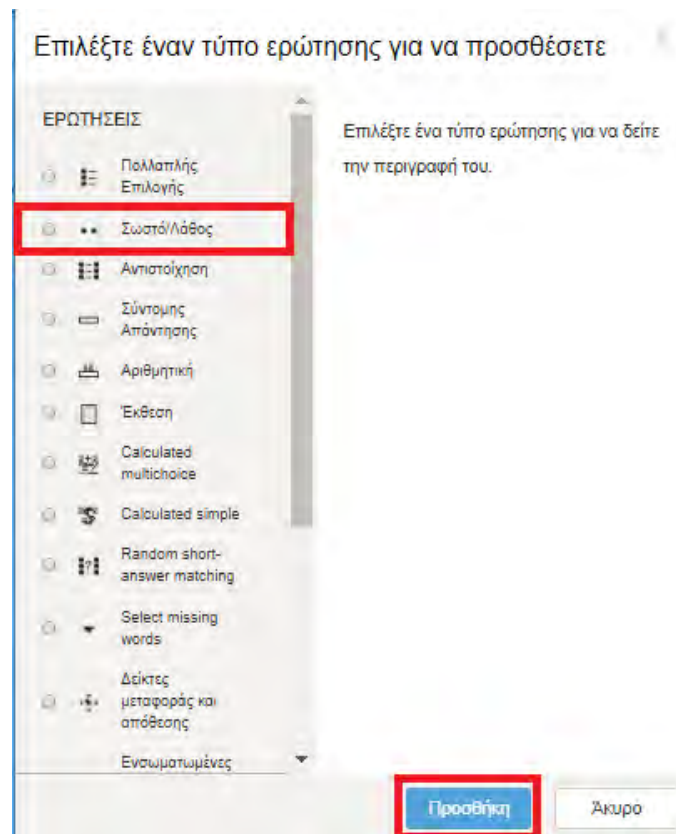 Επιλέξτε έναν τύπο ερώτησης για να προσθέσετε
ΕΡΩΤΗΣΕΙΣ
Πολλαπλής
Επιλογής
Σωστό/Λάθος
Αντιστοίχηση
Σύντομης
Απάντησης
Αριθμητική
Έκθεση
Calculated
multichoice
Calculated simple
Random short-
answer matching
Select missing
words
Δείκτες
μεταφοράς και
απόθεσης
Ενσωματωμένες
Επιλέξτε ένα τύπο ερώτησης για να δείτε
την περιγραφή του.
Προσθήκη
Άκυρο